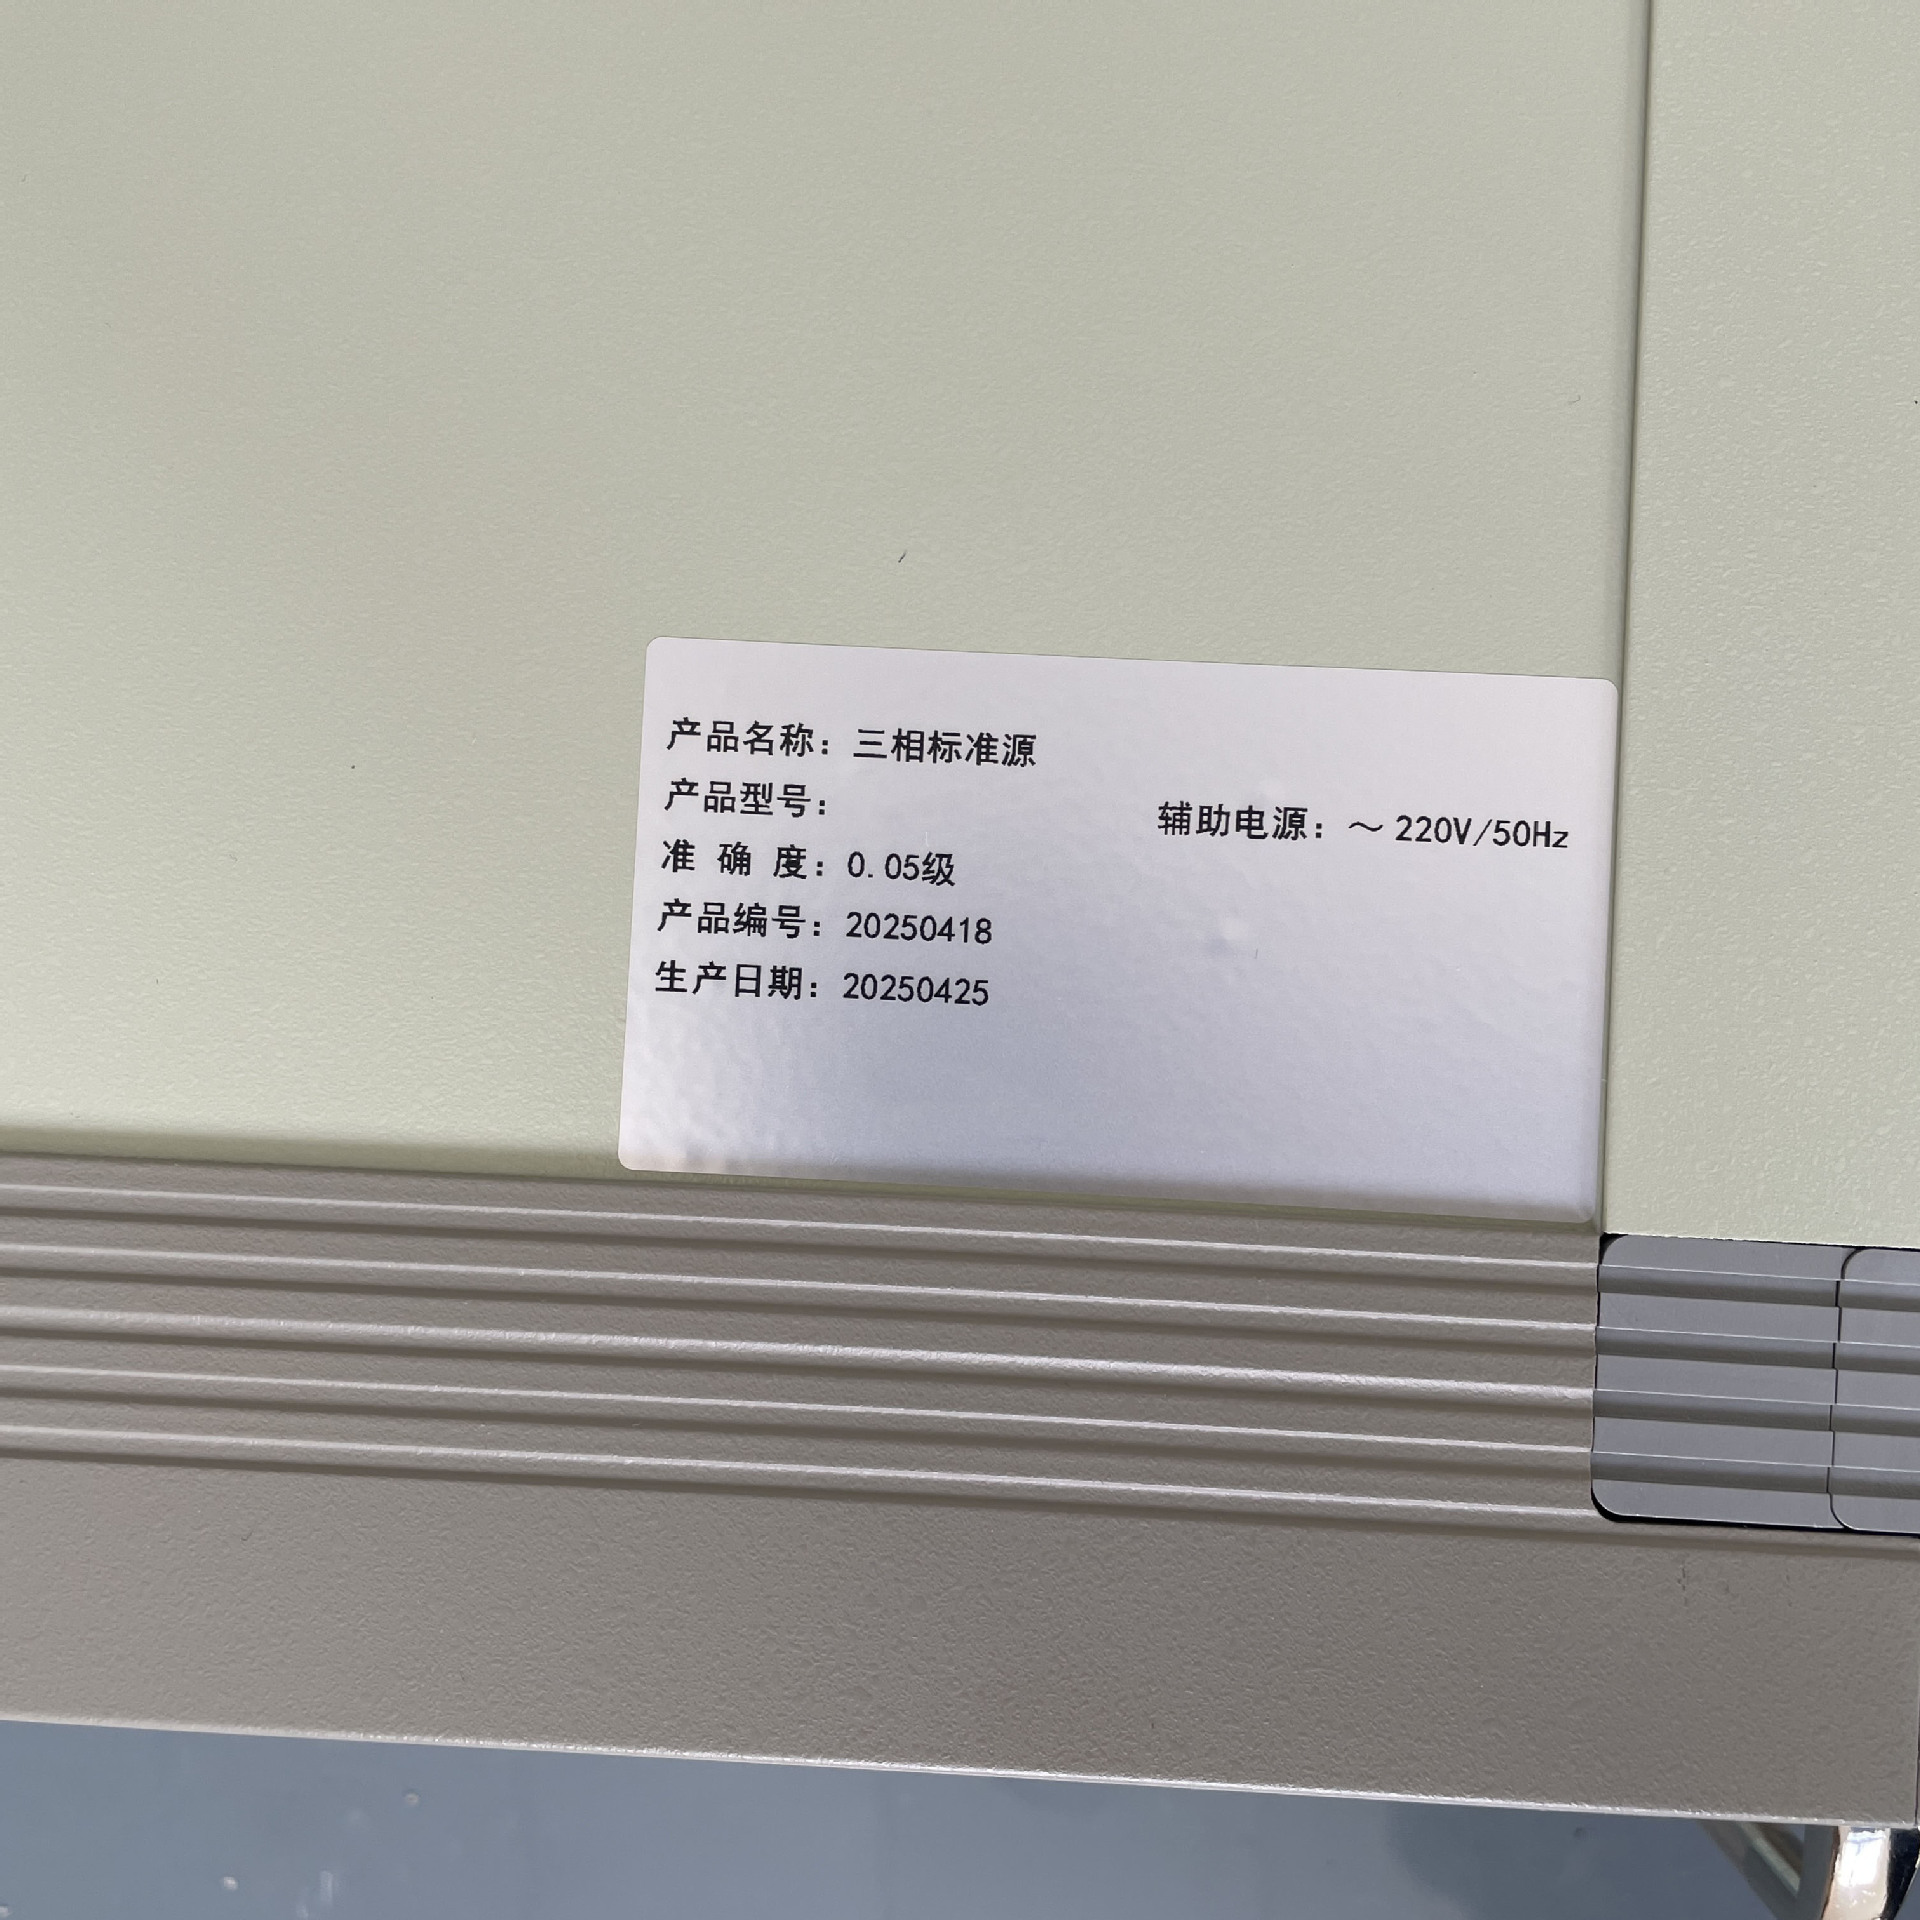 产品名称：三相标准源
产品型号：
辅助电源：～220V/50Hz
准 确 度：0.05级
产品编号：20250418
生产日期：20250425